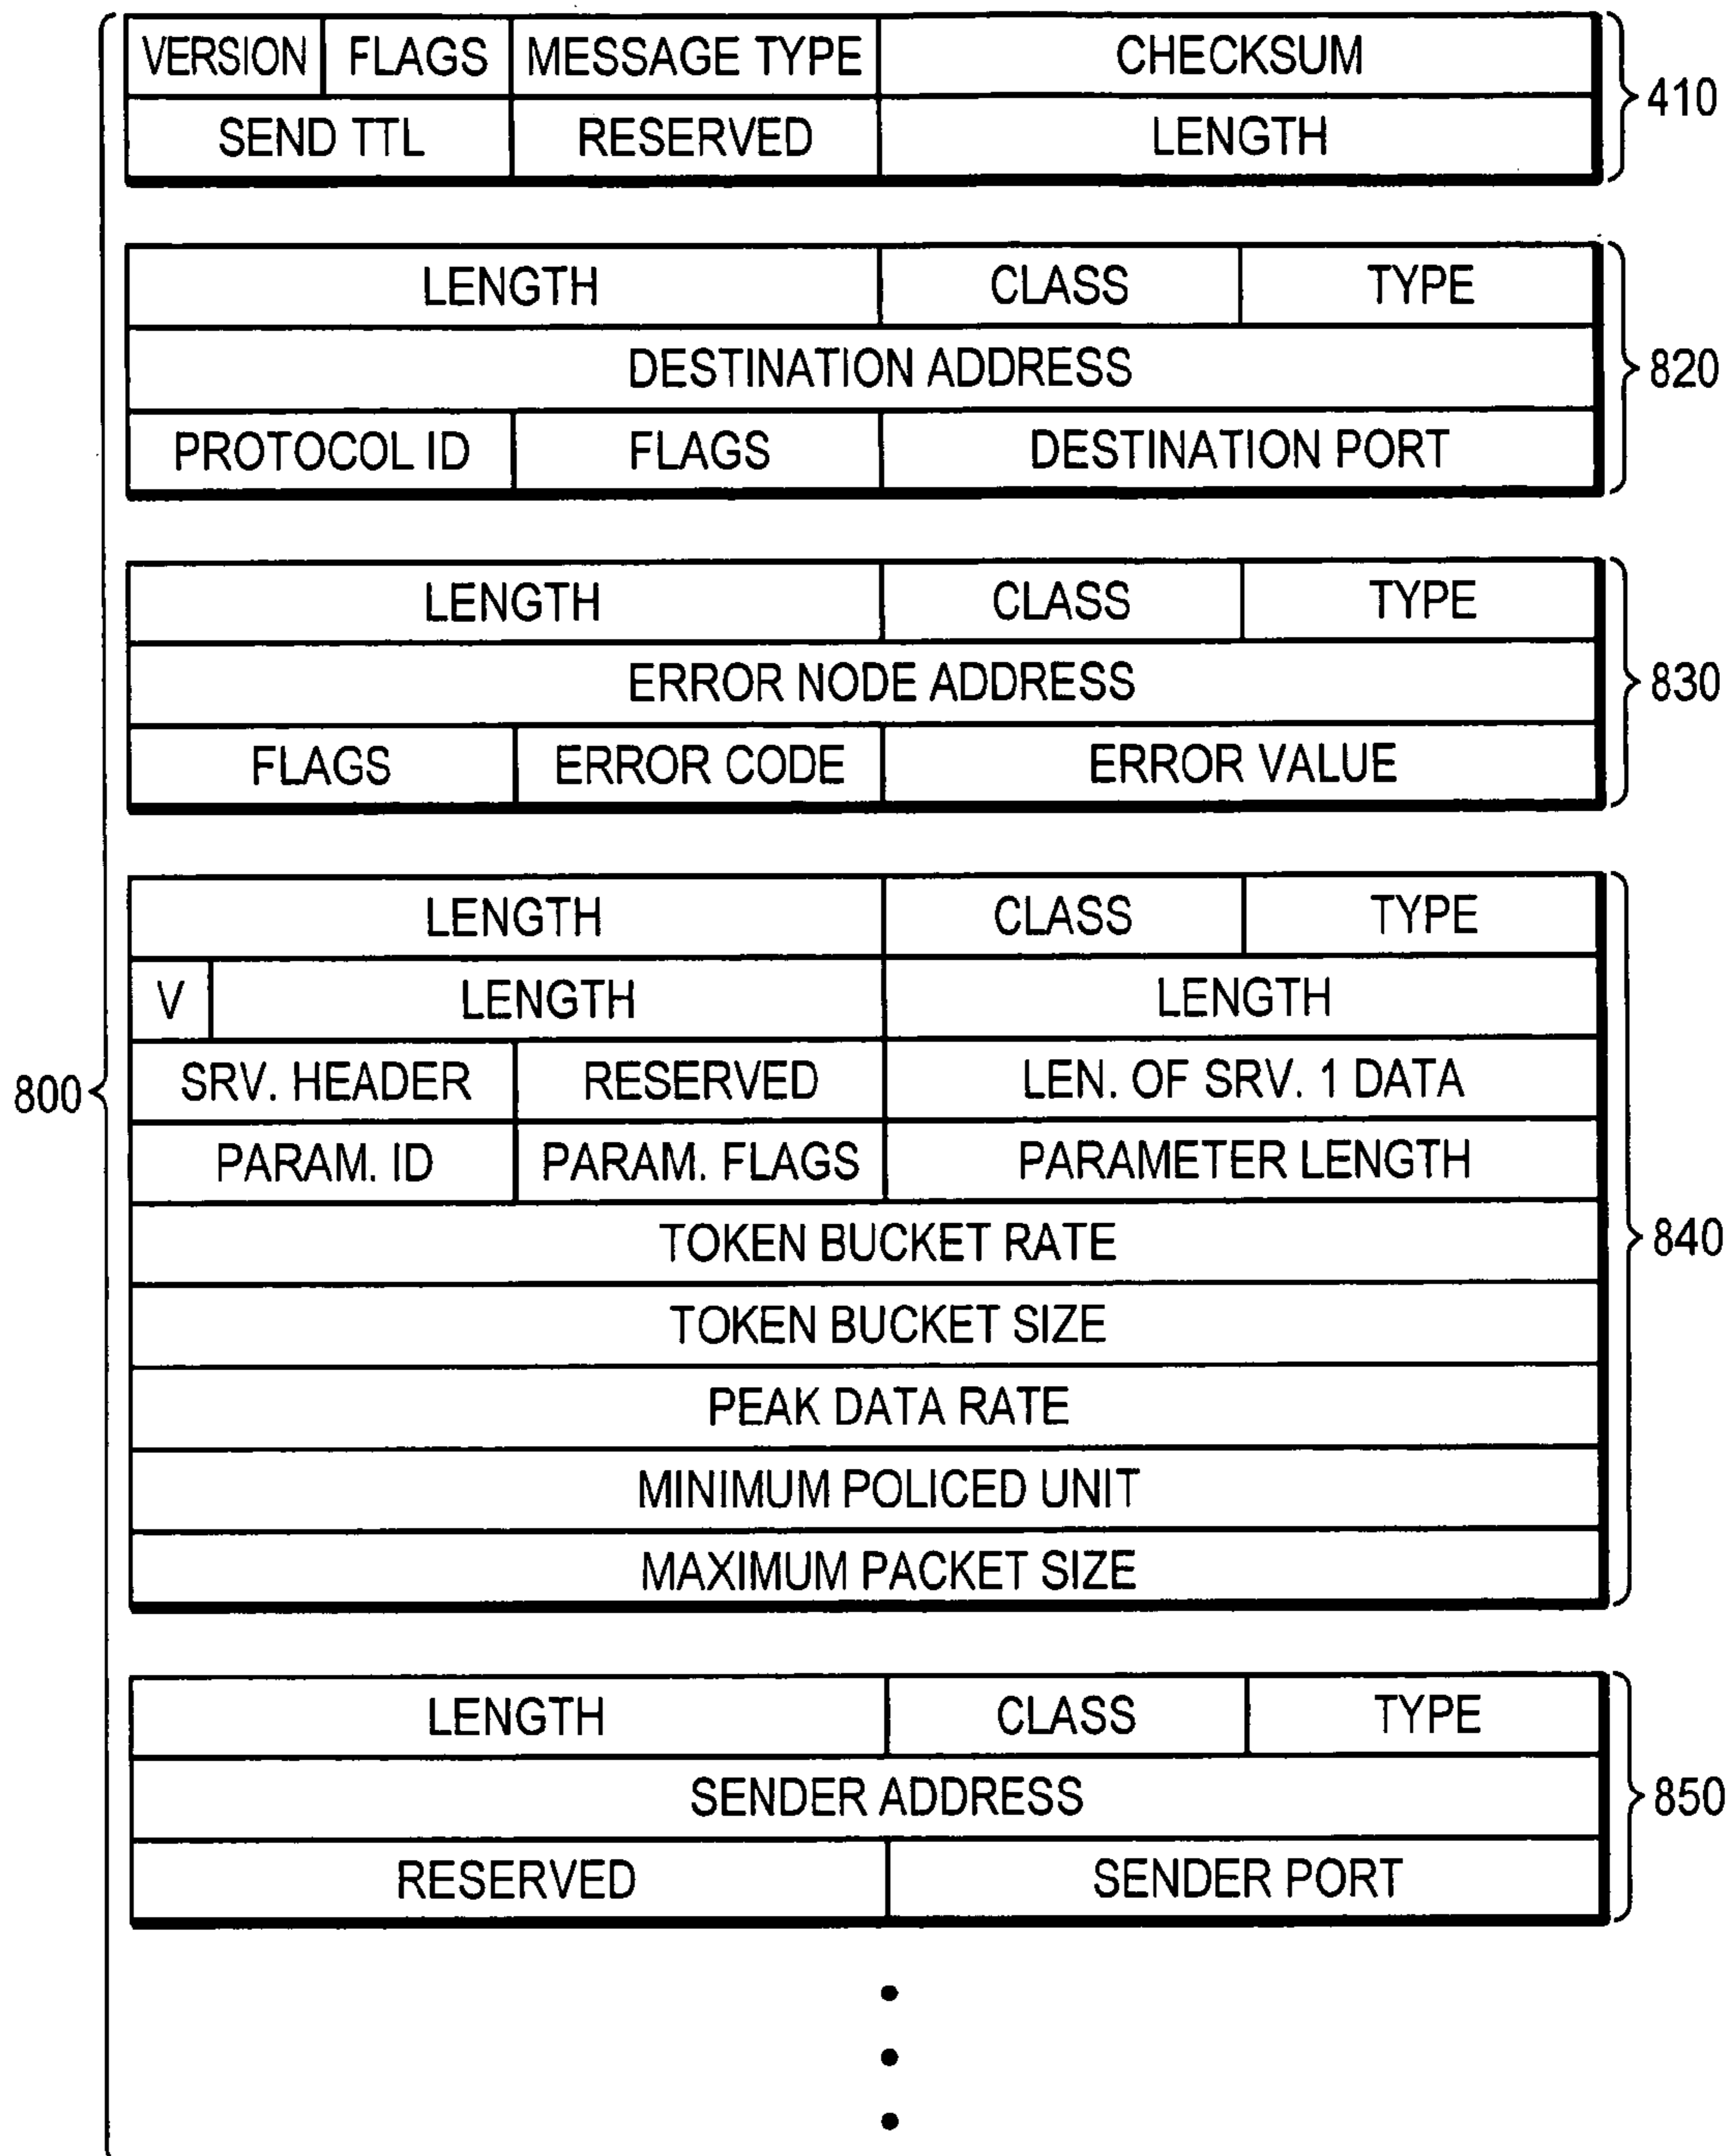 VERSION FLAGS MESSAGE TYPE CHECKSUM
SEND TTL RESERVED LENGTH
410
LENGTH CLASS TYPE
DESTINATION ADDRESS
820
PROTOCOL ID FLAGS DESTINATION PORT
LENGTH CLASS TYPE
ERROR NODE ADDRESS
830
FLAGS ERROR CODE ERROR VALUE
LENGTH CLASS TYPE
V LENGTH LENGTH
800
SRV. HEADER RESERVED LEN. OF SRV. 1 DATA
PARAM. ID PARAM. FLAGS PARAMETER LENGTH
TOKEN BUCKET RATE
840
TOKEN BUCKET SIZE
PEAK DATA RATE
MINIMUM POLICED UNIT
MAXIMUM PACKET SIZE
LENGTH CLASS TYPE
SENDER ADDRESS
850
RESERVED SENDER PORT